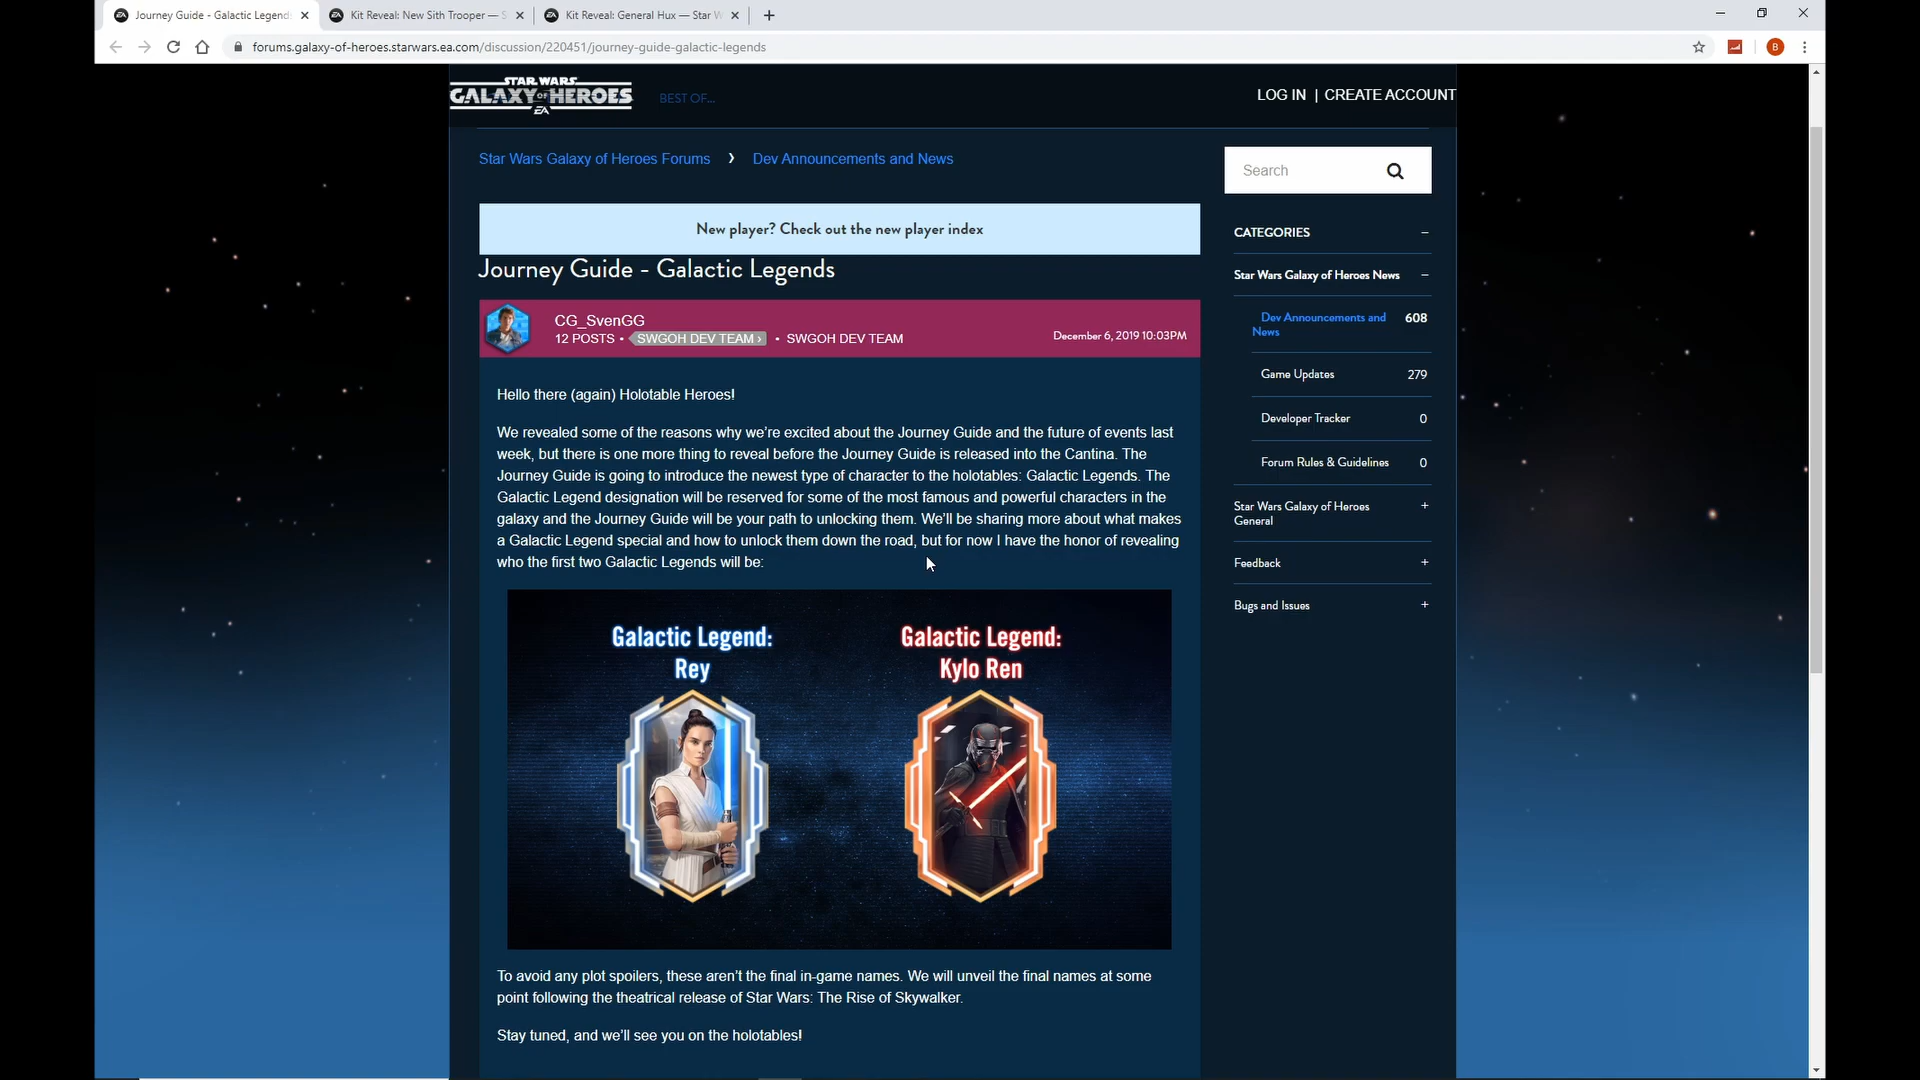 Journey Guide - Galactic Legend
Kit Reveal: New Sith Trooper — S
Kit Reveal: General Hux — Star W
forums.galaxy-of-heroes.starwars.ea.com/discussion/220451/journey-guide-galactic-legends
B
STAR WARS
GALAXY OF HEROES
EA
BEST OF...
LOG IN | CREATE ACCOUNT
Star Wars Galaxy of Heroes Forums › Dev Announcements and News
New player? Check out the new player index
Journey Guide - Galactic Legends
CG_SvenGG
12 POSTS • SWGOH DEV TEAM › • SWGOH DEV TEAM
December 6, 2019 10:03PM
Hello there (again) Holotable Heroes!
We revealed some of the reasons why we’re excited about the Journey Guide and the future of events last
week, but there is one more thing to reveal before the Journey Guide is released into the Cantina. The
Journey Guide is going to introduce the newest type of character to the holotables: Galactic Legends. The
Galactic Legend designation will be reserved for some of the most famous and powerful characters in the
galaxy and the Journey Guide will be your path to unlocking them. We’ll be sharing more about what makes
a Galactic Legend special and how to unlock them down the road, but for now I have the honor of revealing
who the first two Galactic Legends will be:
Galactic Legend:
Rey
Galactic Legend:
Kylo Ren
To avoid any plot spoilers, these aren’t the final in-game names. We will unveil the final names at some
point following the theatrical release of Star Wars: The Rise of Skywalker.
Stay tuned, and we’ll see you on the holotables!
Search
CATEGORIES −
Star Wars Galaxy of Heroes News −
Dev Announcements and 608
News
Game Updates 279
Developer Tracker 0
Forum Rules & Guidelines 0
Star Wars Galaxy of Heroes +
General
Feedback +
Bugs and Issues +